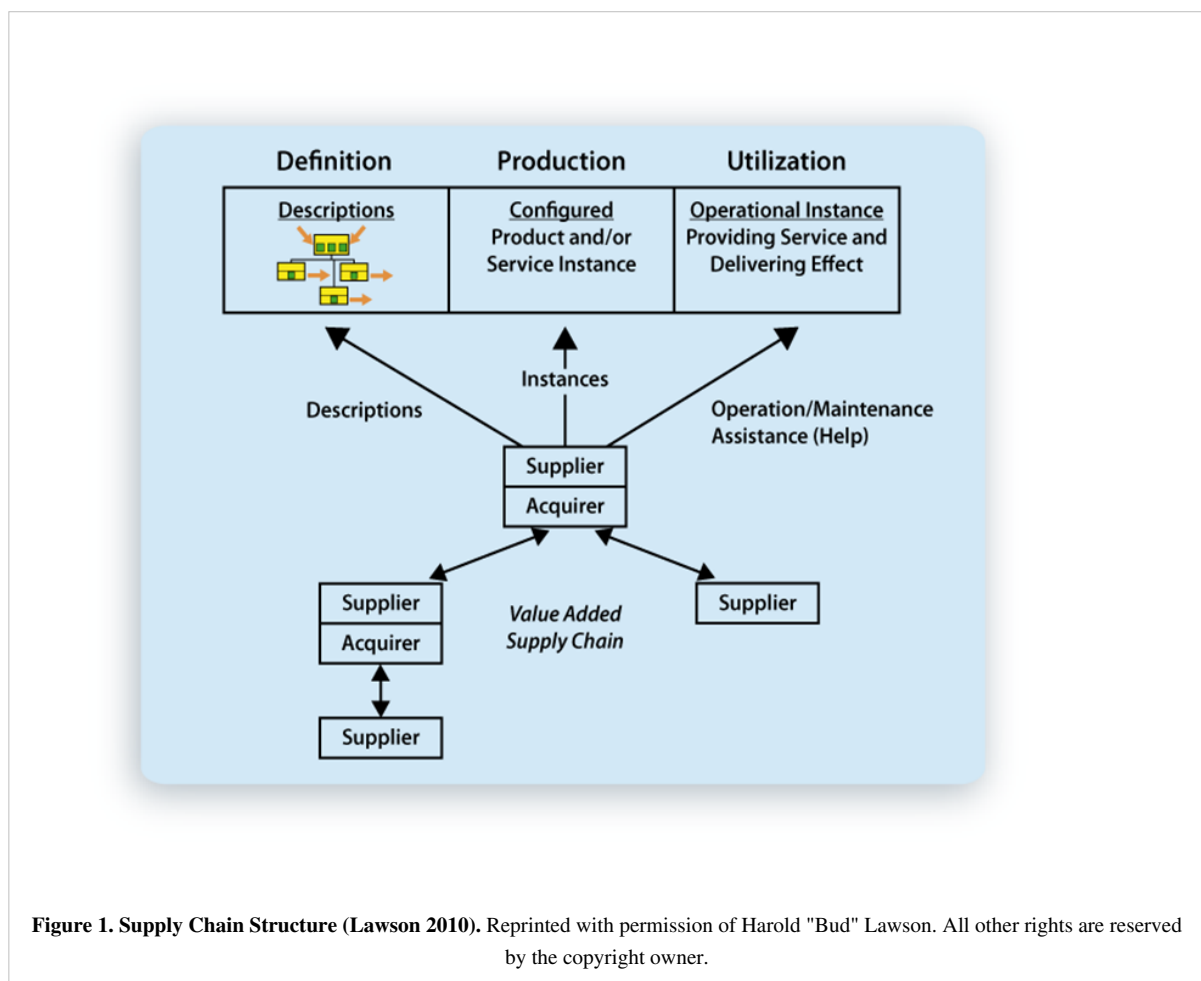 Definition
Production
Utilization
Descriptions
Configured
Product and/or
Service Instance
Operational Instance
Providing Service and
Delivering Effect
Instances
Descriptions
Operation/Maintenance
Assistance (Help)
Supplier
Acquirer
Supplier
Acquirer
Value Added
Supply Chain
Supplier
Supplier
Figure 1. Supply Chain Structure (Lawson 2010). Reprinted with permission of Harold "Bud" Lawson. All other rights are reserved
by the copyright owner.